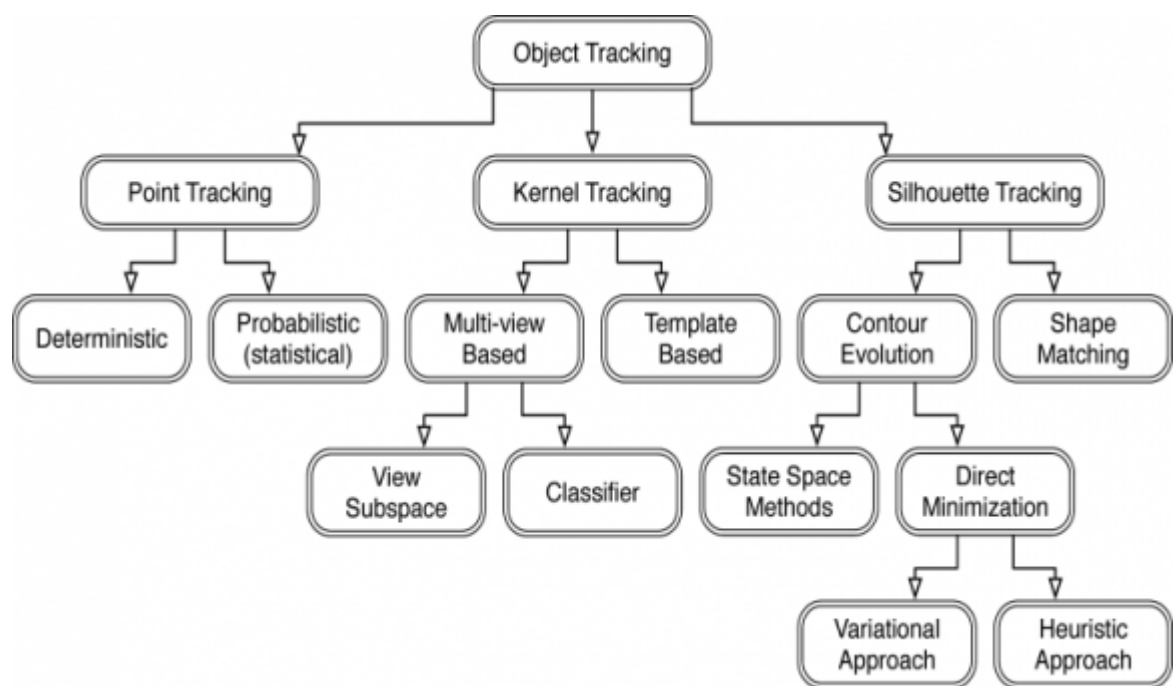 Object Tracking
Point Tracking
Kernel Tracking
Silhouette Tracking
Deterministic
Probabilistic
(statistical)
Multi-view
Based
Template
Based
Contour
Evolution
Shape
Matching
View
Subspace
Classifier
State Space
Methods
Direct
Minimization
Variational
Approach
Heuristic
Approach